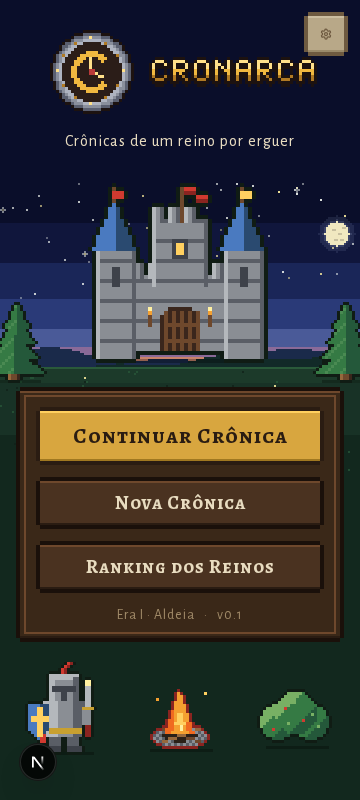 CRONARCA
Crônicas de um reino por erguer
Continuar Crônica
Nova Crônica
Ranking dos Reinos
Era I · Aldeia · v0.1
N